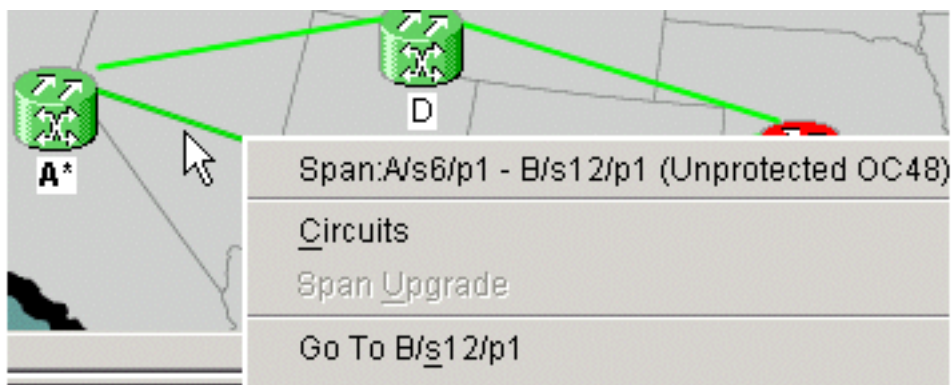 D
A*
Span:A/s6/p1 - B/s12/p1 (Unprotected OC48)
Circuits
Span Upgrade
Go To B/s12/p1